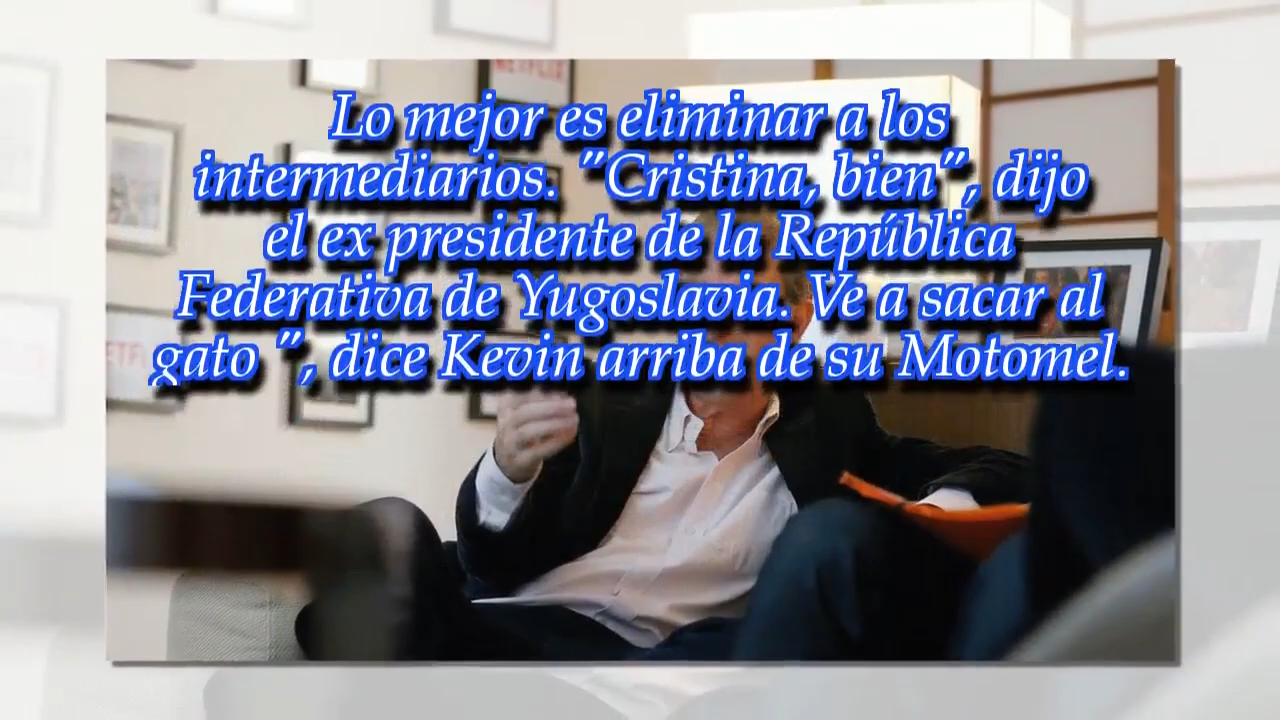 NETFLIX
Lo mejor es eliminar a los
intermediarios. "Cristina, bien", dijo
el ex presidente de la República
Federativa de Yugoslavia. Ve a sacar al
gato ", dice Kevin arriba de su Motomel.